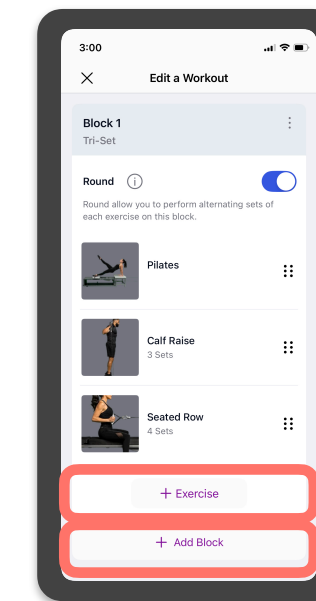 3:00
Edit a Workout
Block 1
Tri-Set
Round
Round allow you to perform alternating sets of
each exercise on this block.
Pilates
Calf Raise
3 Sets
Seated Row
4 Sets
+ Exercise
+ Add Block